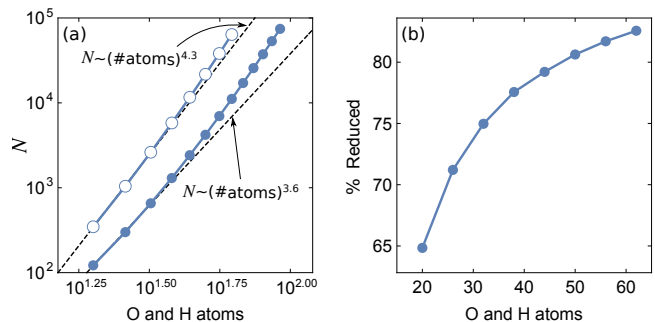 (a)
N~(#atoms)^4.3
N~(#atoms)^3.6
N
10^5
10^4
10^3
10^2
10^1.25
10^1.50
10^1.75
10^2.00
O and H atoms
(b)
% Reduced
80
75
70
65
20
30
40
50
60
O and H atoms